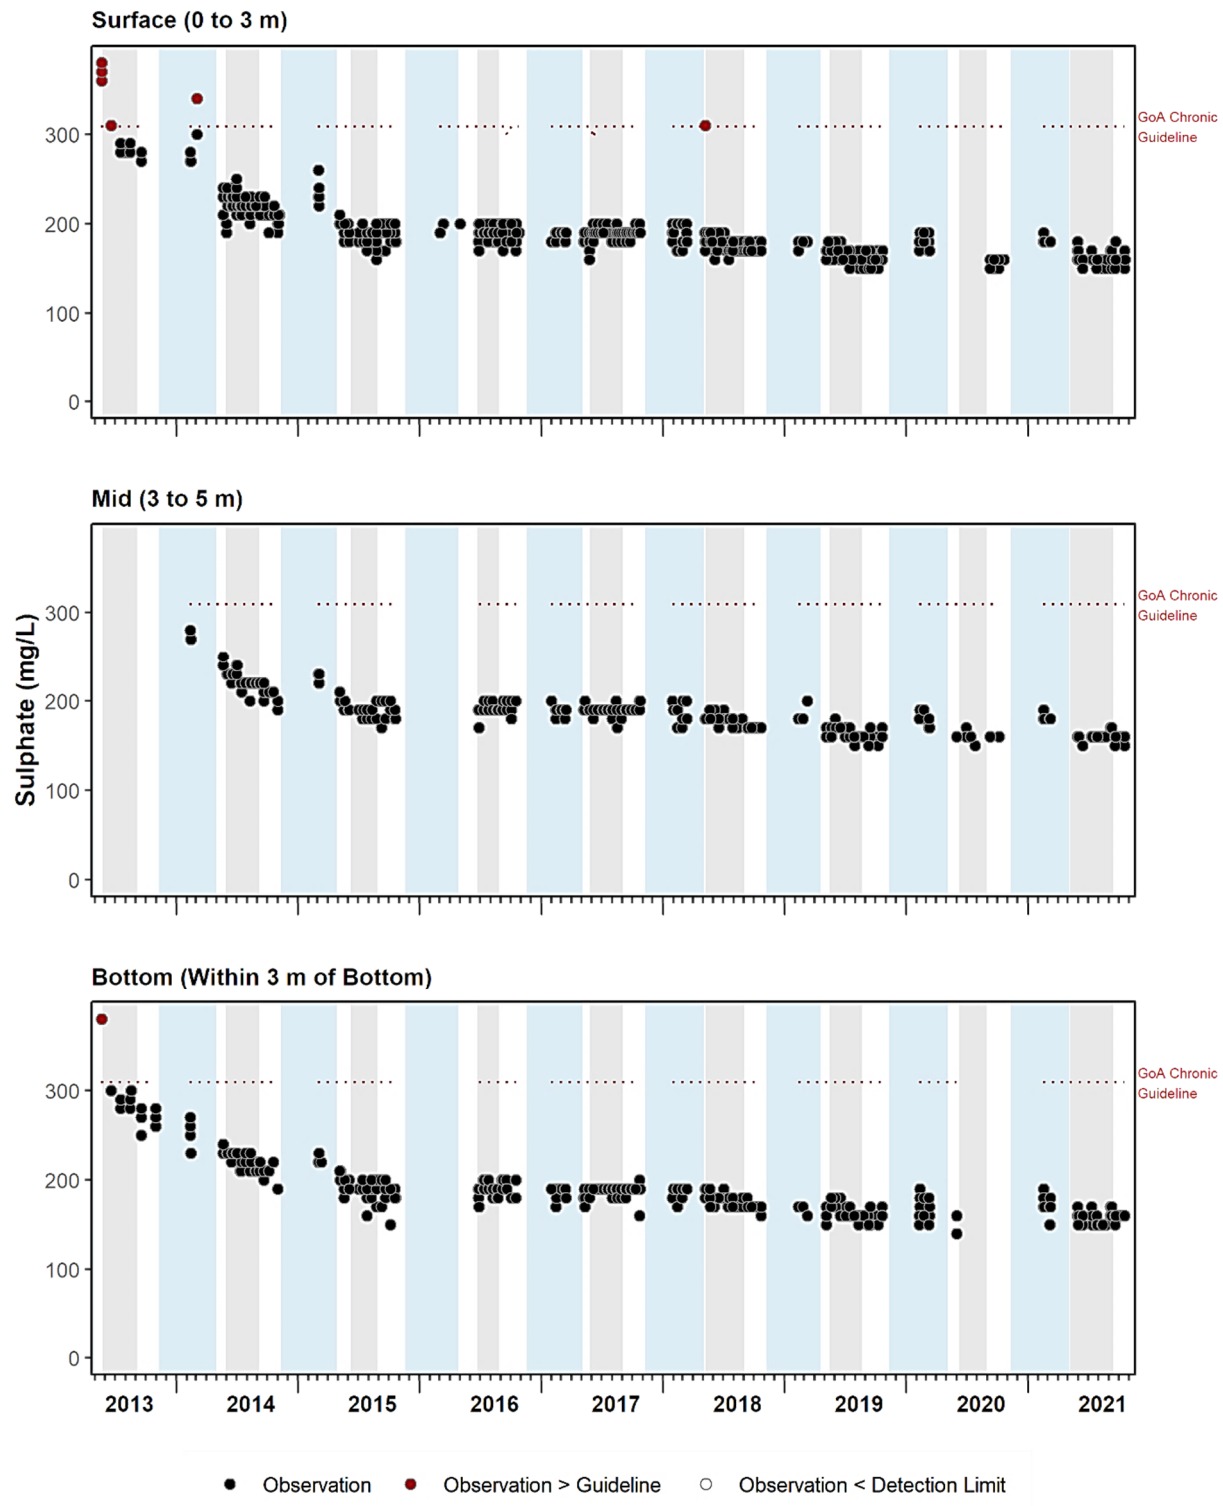 Surface (0 to 3 m)
300
200
100
0
GoA Chronic
Guideline
Mid (3 to 5 m)
Sulphate (mg/L)
300
200
100
0
GoA Chronic
Guideline
Bottom (Within 3 m of Bottom)
300
200
100
0
GoA Chronic
Guideline
2013 2014 2015 2016 2017 2018 2019 2020 2021
Observation Observation > Guideline Observation < Detection Limit